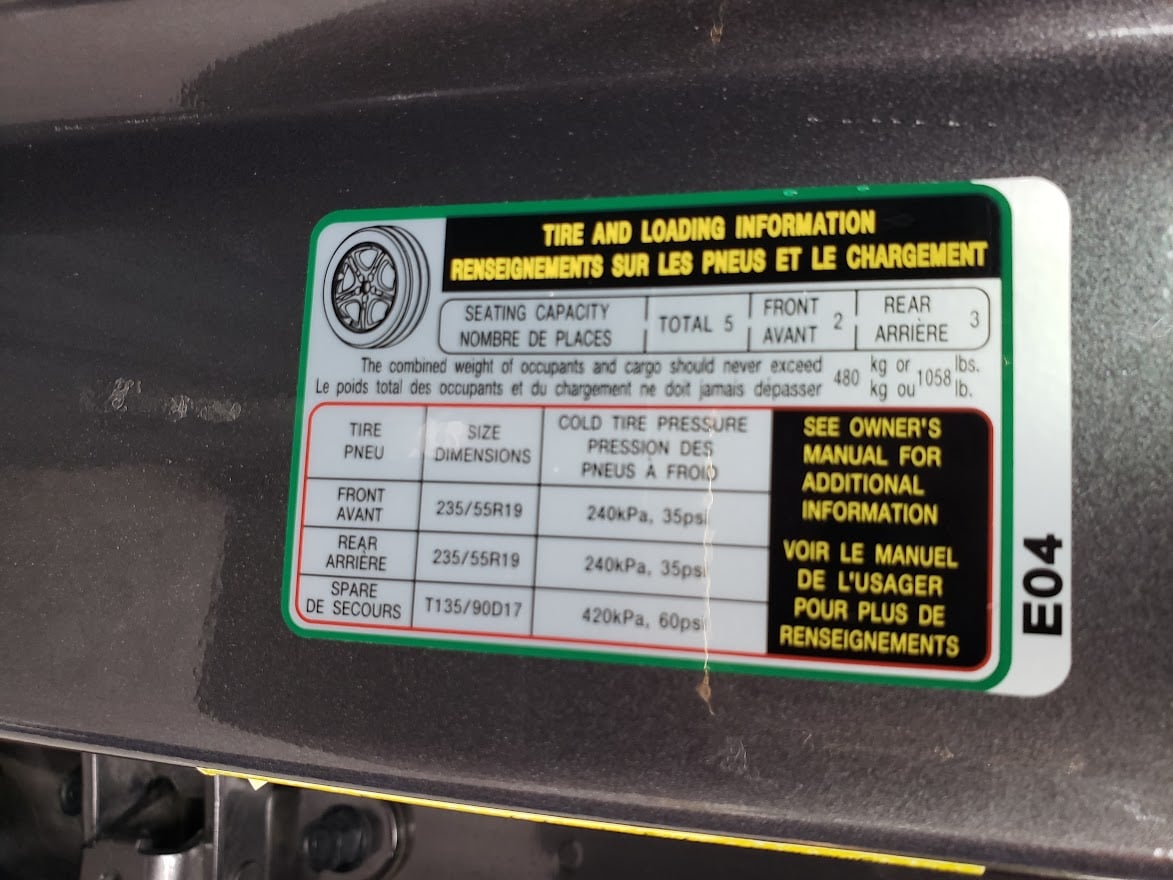 TIRE AND LOADING INFORMATION
RENSEIGNEMENTS SUR LES PNEUS ET LE CHARGEMENT
SEATING CAPACITY
NOMBRE DE PLACES
TOTAL 5
FRONT
AVANT
2
REAR
ARRIÈRE
3
The combined weight of occupants and cargo should never exceed 480 kg or 1058 lbs.
Le poids total des occupants et du chargement ne doit jamais dépasser kg ou lb.
TIRE
PNEU
SIZE
DIMENSIONS
COLD TIRE PRESSURE
PRESSION DES
PNEUS À FROID
FRONT
AVANT
235/55R19
240kPa, 35psi
REAR
ARRIÈRE
235/55R19
240kPa, 35psi
SPARE
DE SECOURS
T135/90D17
420kPa, 60psi
SEE OWNER'S
MANUAL FOR
ADDITIONAL
INFORMATION
VOIR LE MANUEL
DE L'USAGER
POUR PLUS DE
RENSEIGNEMENTS
E04